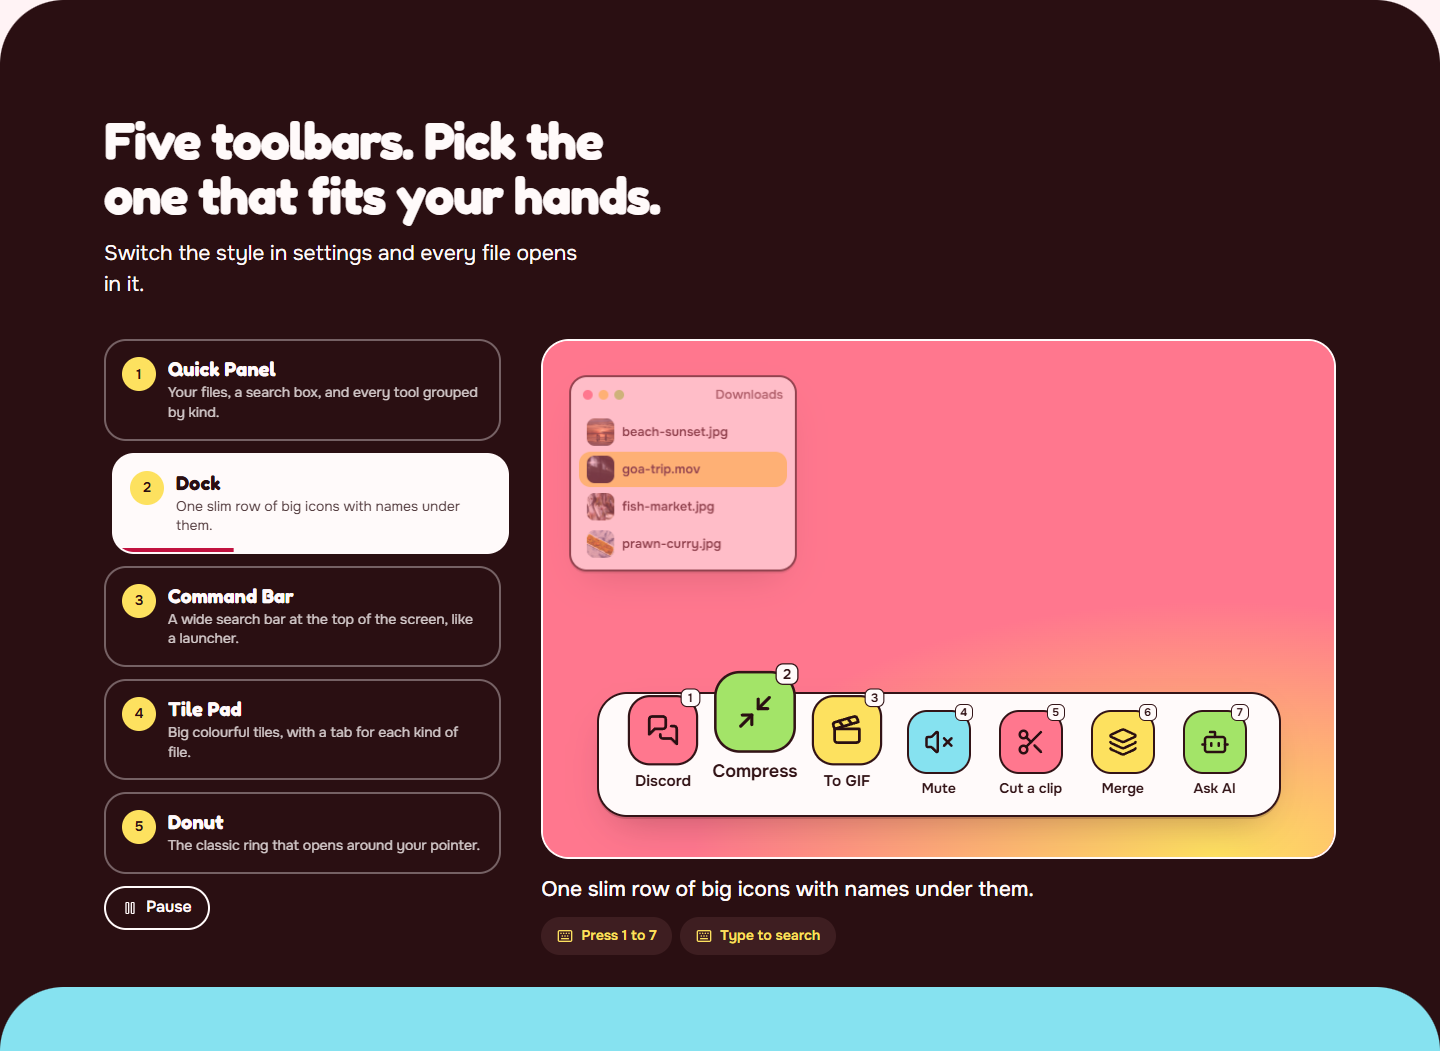 Five toolbars. Pick the
one that fits your hands.
Switch the style in settings and every file opens
in it.
1
Quick Panel
Your files, a search box, and every tool grouped
by kind.
2
Dock
One slim row of big icons with names under
them.
3
Command Bar
A wide search bar at the top of the screen, like
a launcher.
4
Tile Pad
Big colourful tiles, with a tab for each kind of
file.
5
Donut
The classic ring that opens around your pointer.
Pause
Downloads
beach-sunset.jpg
goa-trip.mov
fish-market.jpg
prawn-curry.jpg
1 2 3 4 5 6 7
Discord Compress To GIF Mute Cut a clip Merge Ask AI
One slim row of big icons with names under them.
Press 1 to 7 Type to search